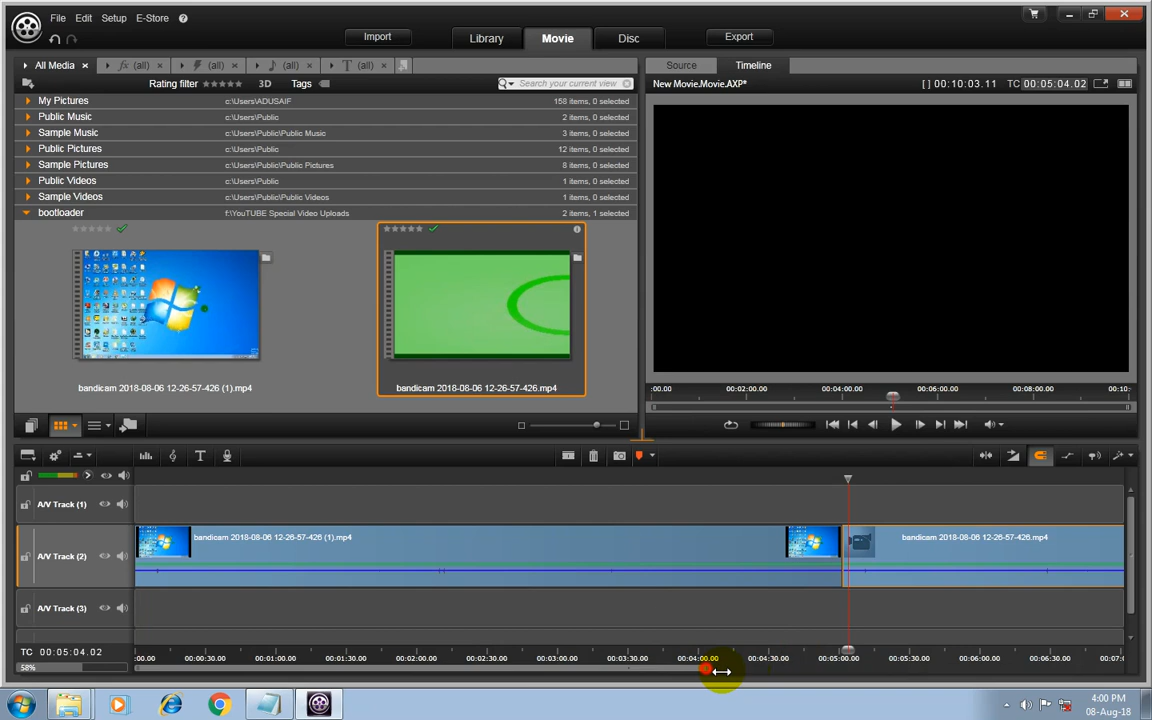 File Edit Setup E-Store ?
Import Library Movie Disc Export
All Media × fx (all) × (all) × (all) × T (all) ×
Source Timeline
Rating filter 3D Tags Search your current view
New Movie.Movie.AXP* [ ] 00:10:03.11 TC 00:05:04.02
My Pictures c:\Users\ADUSAIF 158 items, 0 selected
Public Music c:\Users\Public 2 items, 0 selected
Sample Music c:\Users\Public\Public Music 3 items, 0 selected
Public Pictures c:\Users\Public 12 items, 0 selected
Sample Pictures c:\Users\Public\Public Pictures 8 items, 0 selected
Public Videos c:\Users\Public 1 items, 0 selected
Sample Videos c:\Users\Public\Public Videos 1 items, 0 selected
bootloader f:\YouTUBE Special Video Uploads 2 items, 1 selected
bandicam 2018-08-06 12-26-57-426 (1).mp4 bandicam 2018-08-06 12-26-57-426.mp4
:00.00 00:02:00.00 00:04:00.00 00:06:00.00 00:08:00.00 00:10:
A/V Track (1)
bandicam 2018-08-06 12-26-57-426 (1).mp4 bandicam 2018-08-06 12-26-57-426.mp4
A/V Track (2)
A/V Track (3)
TC 00:05:04.02 :00.00 00:00:30.00 00:01:00.00 00:01:30.00 00:02:00.00 00:02:30.00 00:03:00.00 00:03:30.00 00:04:00.00 00:04:30.00 00:05:00.00 00:05:30.00 00:06:00.00 00:06:30.00 00:07:0
58%
4:00 PM
08-Aug-18